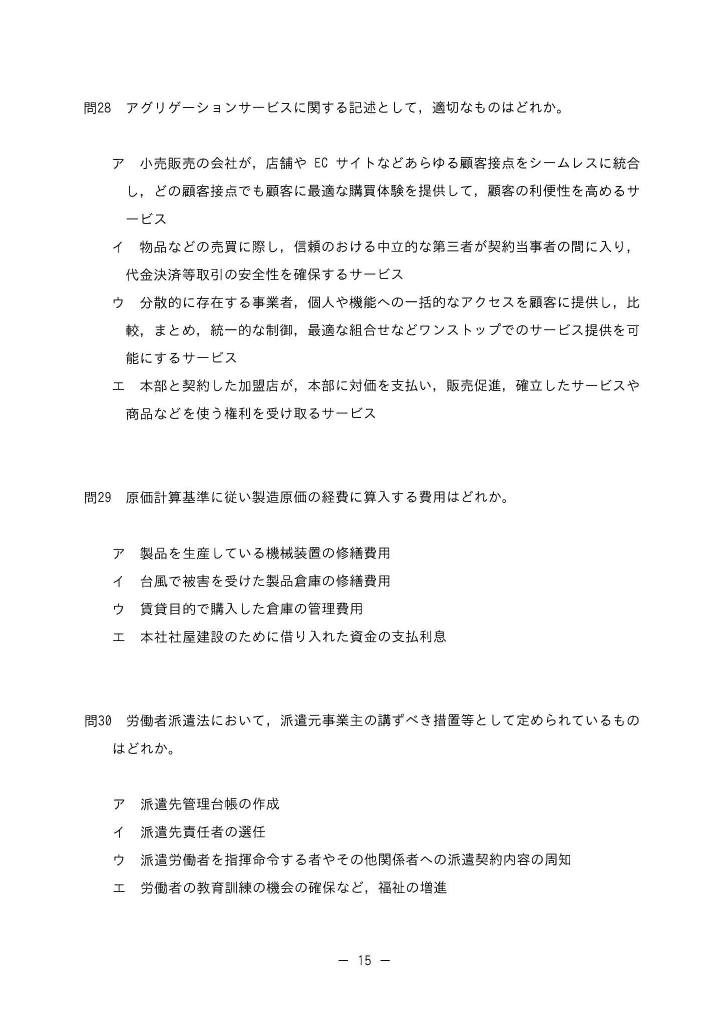 問28　アグリゲーションサービスに関する記述として，適切なものはどれか。
ア　小売販売の会社が，店舗や EC サイトなどあらゆる顧客接点をシームレスに統合
し，どの顧客接点でも顧客に最適な購買体験を提供して，顧客の利便性を高めるサ
ービス
イ　物品などの売買に際し，信頼のおける中立的な第三者が契約当事者の間に入り，
代金決済等取引の安全性を確保するサービス
ウ　分散的に存在する事業者，個人や機能への一括的なアクセスを顧客に提供し，比
較，まとめ，統一的な制御，最適な組合せなどワンストップでのサービス提供を可
能にするサービス
エ　本部と契約した加盟店が，本部に対価を支払い，販売促進，確立したサービスや
商品などを使う権利を受け取るサービス
問29　原価計算基準に従い製造原価の経費に算入する費用はどれか。
ア　製品を生産している機械装置の修繕費用
イ　台風で被害を受けた製品倉庫の修繕費用
ウ　賃貸目的で購入した倉庫の管理費用
エ　本社社屋建設のために借り入れた資金の支払利息
問30　労働者派遣法において，派遣元事業主の講ずべき措置等として定められているもの
はどれか。
ア　派遣先管理台帳の作成
イ　派遣先責任者の選任
ウ　派遣労働者を指揮命令する者やその他関係者への派遣契約内容の周知
エ　労働者の教育訓練の機会の確保など，福祉の増進
－ 15 －